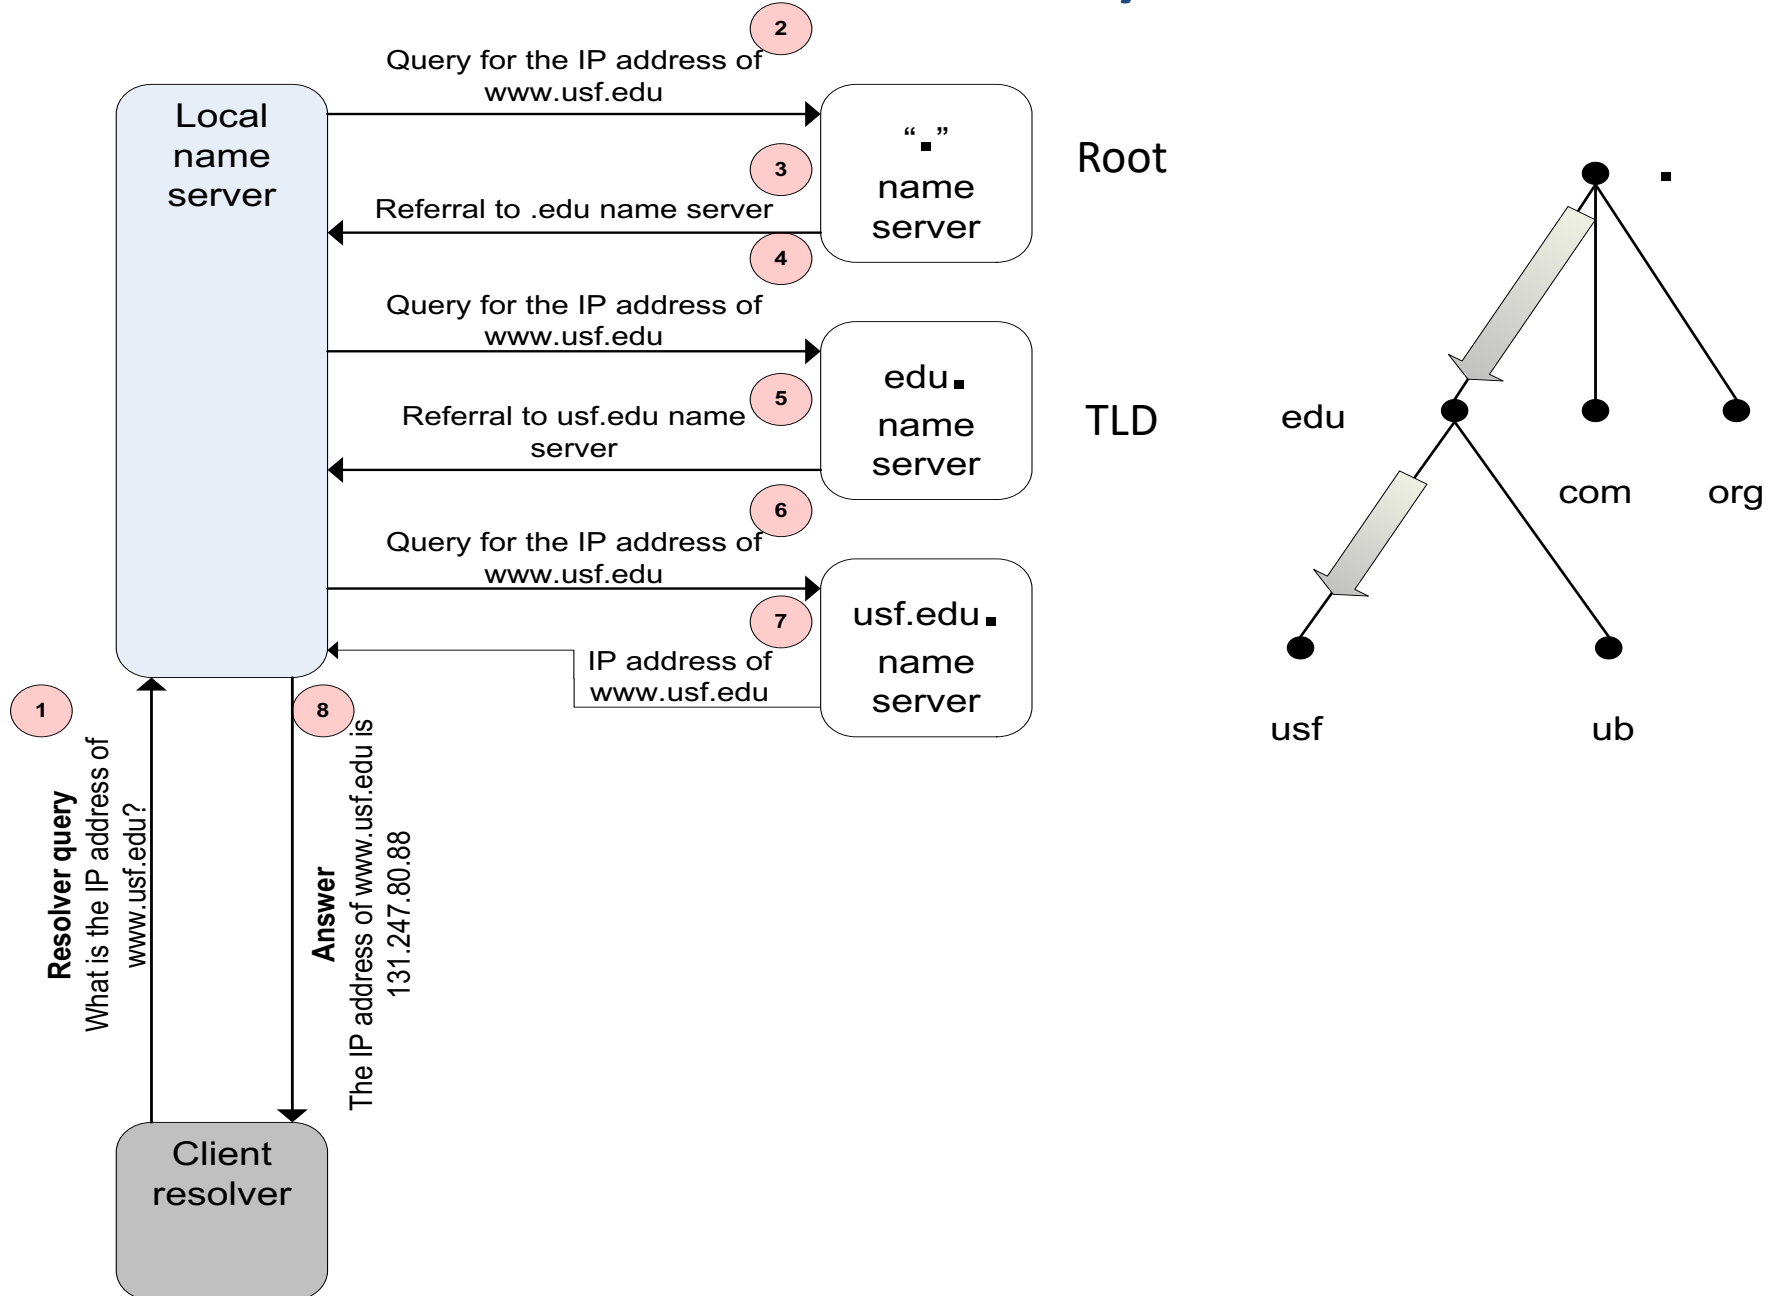 2
Query for the IP address of
www.usf.edu
Local
name
server
“.”
name
server
Root
.
3
Referral to .edu name server
4
Query for the IP address of
www.usf.edu
edu.
name
server
TLD
edu
com
org
5
Referral to usf.edu name
server
6
Query for the IP address of
www.usf.edu
usf.edu.
name
server
7
IP address of
www.usf.edu
usf
ub
1
Resolver query
What is the IP address of
www.usf.edu?
8
Answer
The IP address of www.usf.edu is
131.247.80.88
Client
resolver